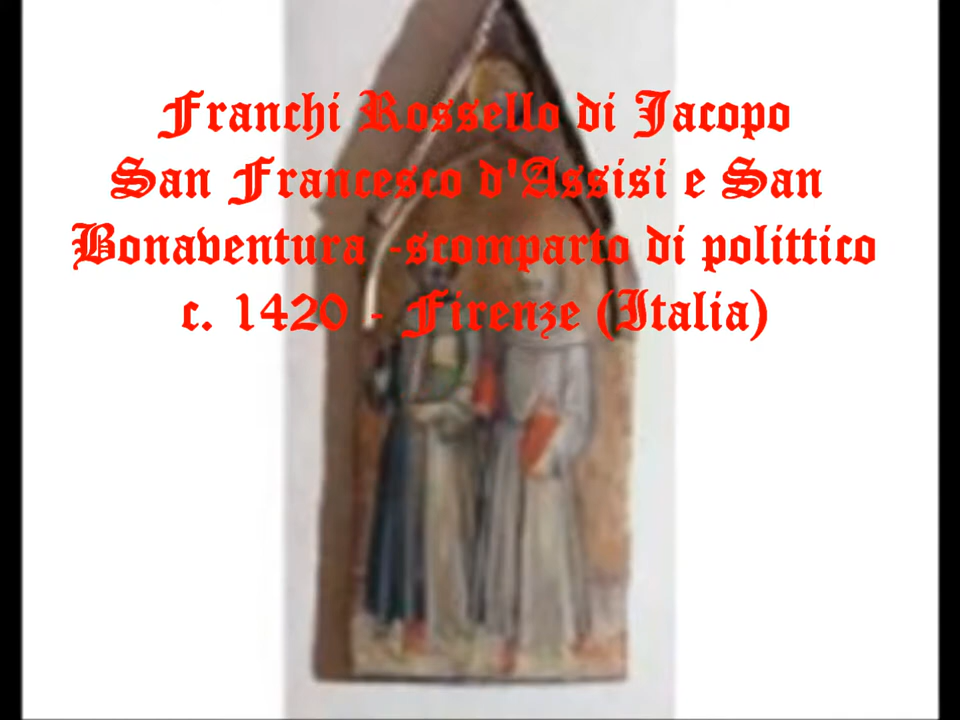 Franchi Rossello di Jacopo
San Francesco d'Assisi e San
Bonaventura -scomparto di polittico
c. 1420 - Firenze (Italia)